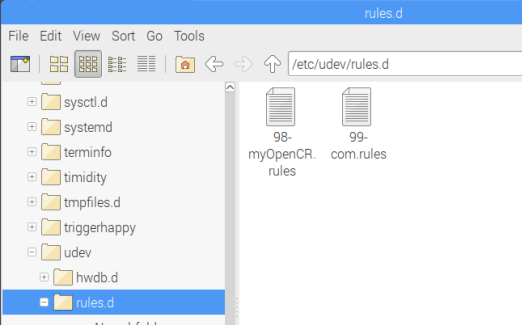 rules.d
File Edit View Sort Go Tools
/etc/udev/rules.d
sysctl.d
systemd
terminfo
timidity
tmpfiles.d
triggerhappy
udev
hwdb.d
rules.d
98-
myOpenCR.
rules
99-
com.rules